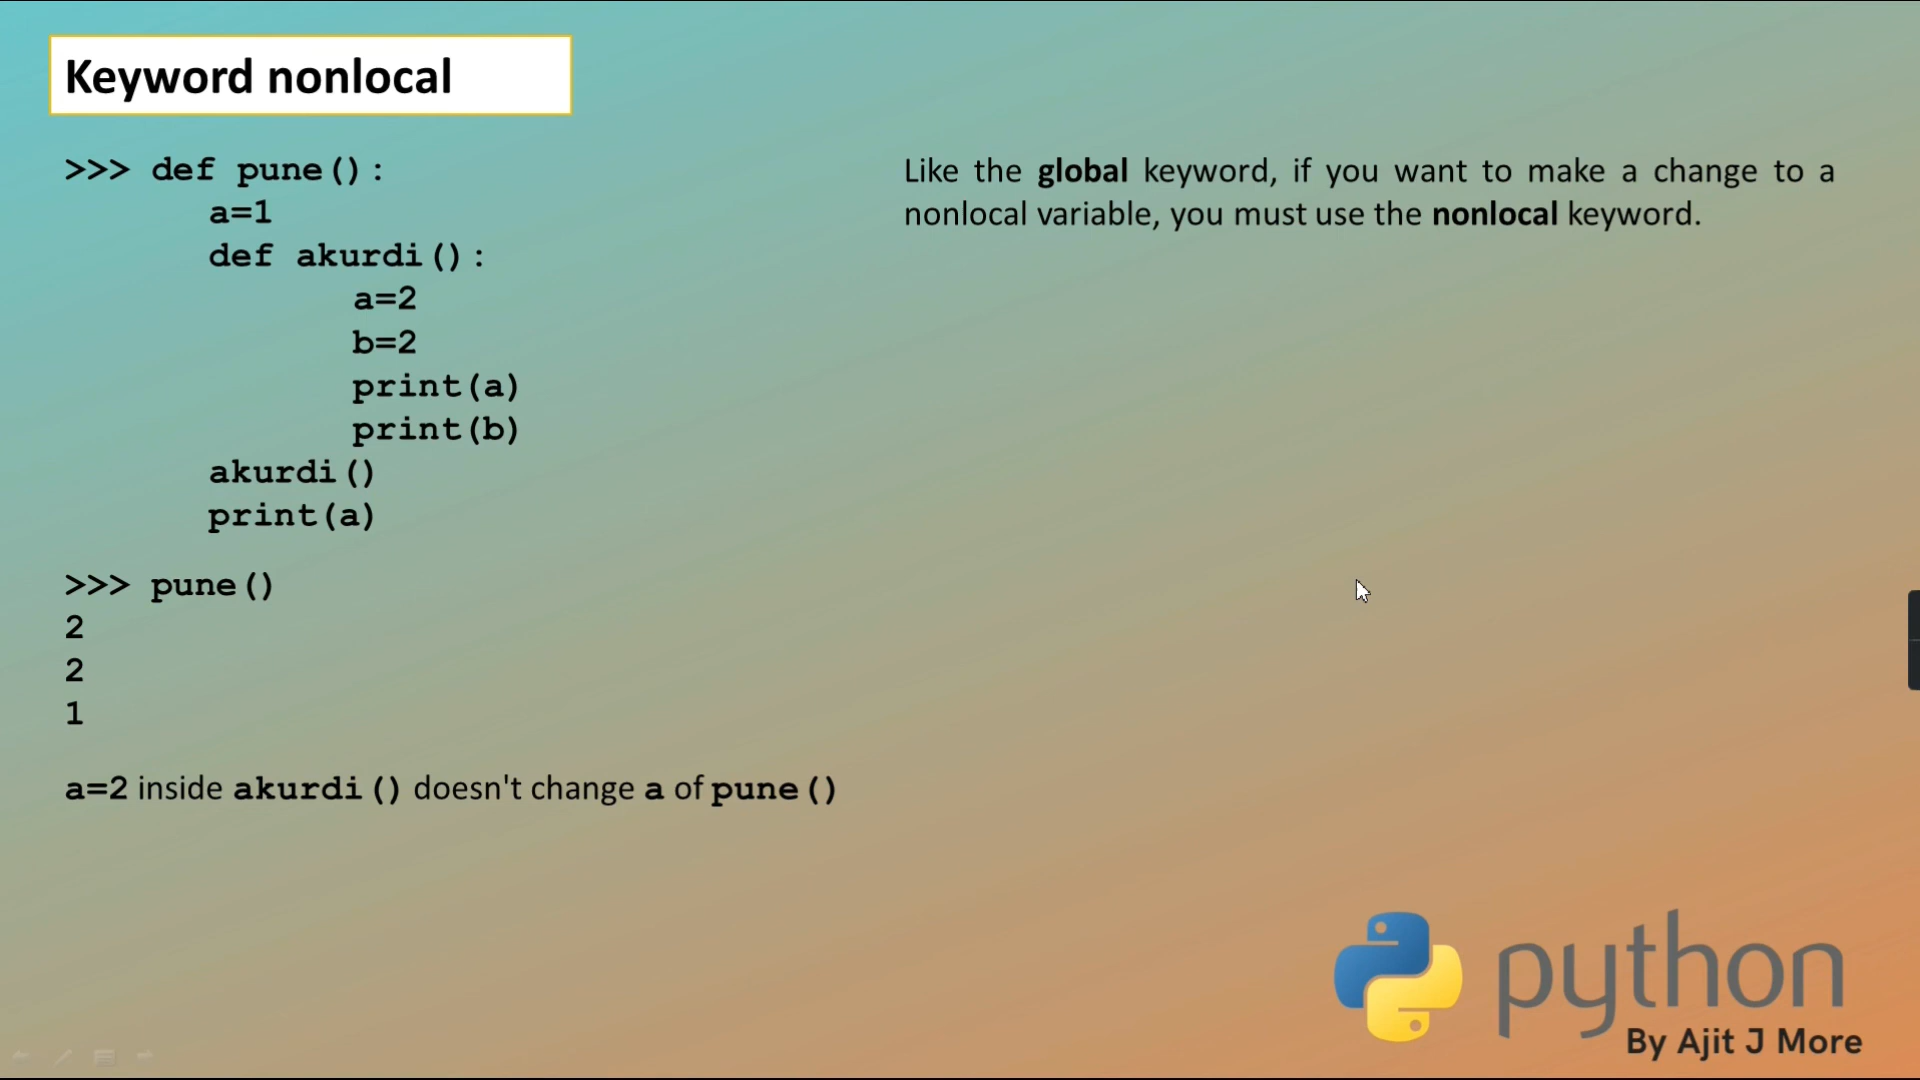 Keyword nonlocal
>>> def pune():
a=1
def akurdi():
a=2
b=2
print(a)
print(b)
akurdi()
print(a)
>>> pune()
2
2
1
a=2 inside akurdi() doesn't change a of pune()
Like the global keyword, if you want to make a change to a
nonlocal variable, you must use the nonlocal keyword.
python
By Ajit J More